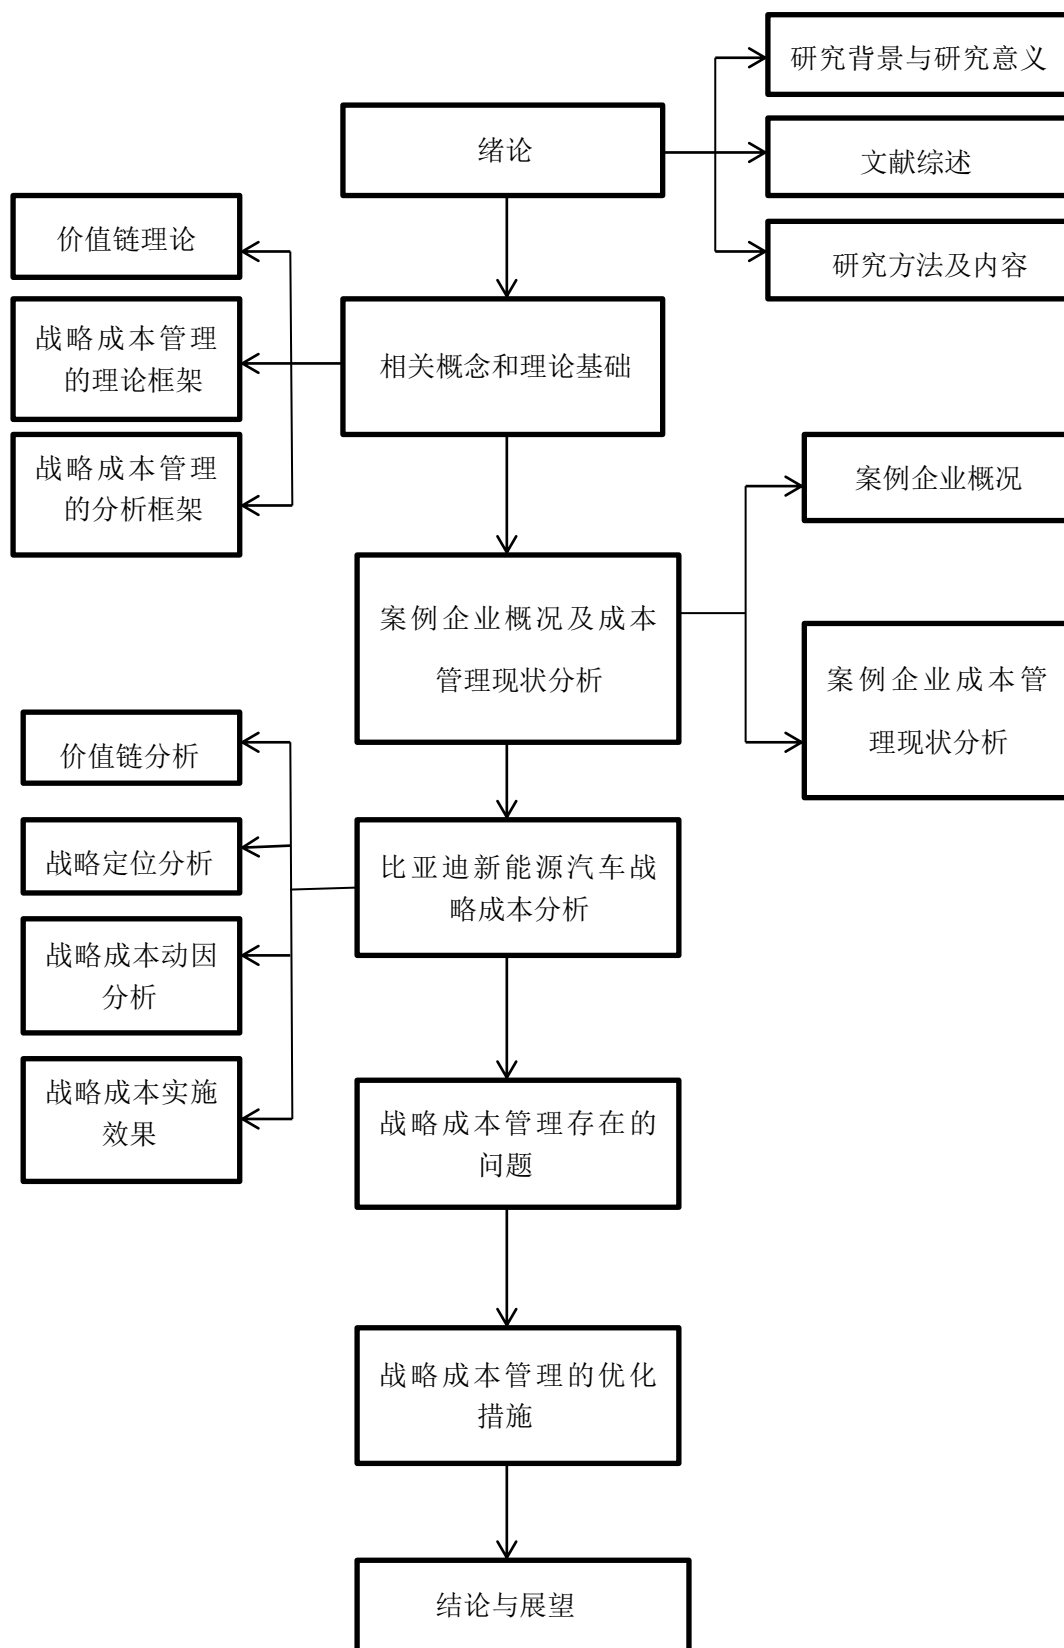 研究背景与研究意义
绪论
文献综述
研究方法及内容
价值链理论
战略成本管理
的理论框架
相关概念和理论基础
战略成本管理
的分析框架
案例企业概况
案例企业概况及成本
管理现状分析
案例企业成本管
理现状分析
价值链分析
战略定位分析
比亚迪新能源汽车战
略成本分析
战略成本动因
分析
战略成本实施
效果
战略成本管理存在的
问题
战略成本管理的优化
措施
结论与展望